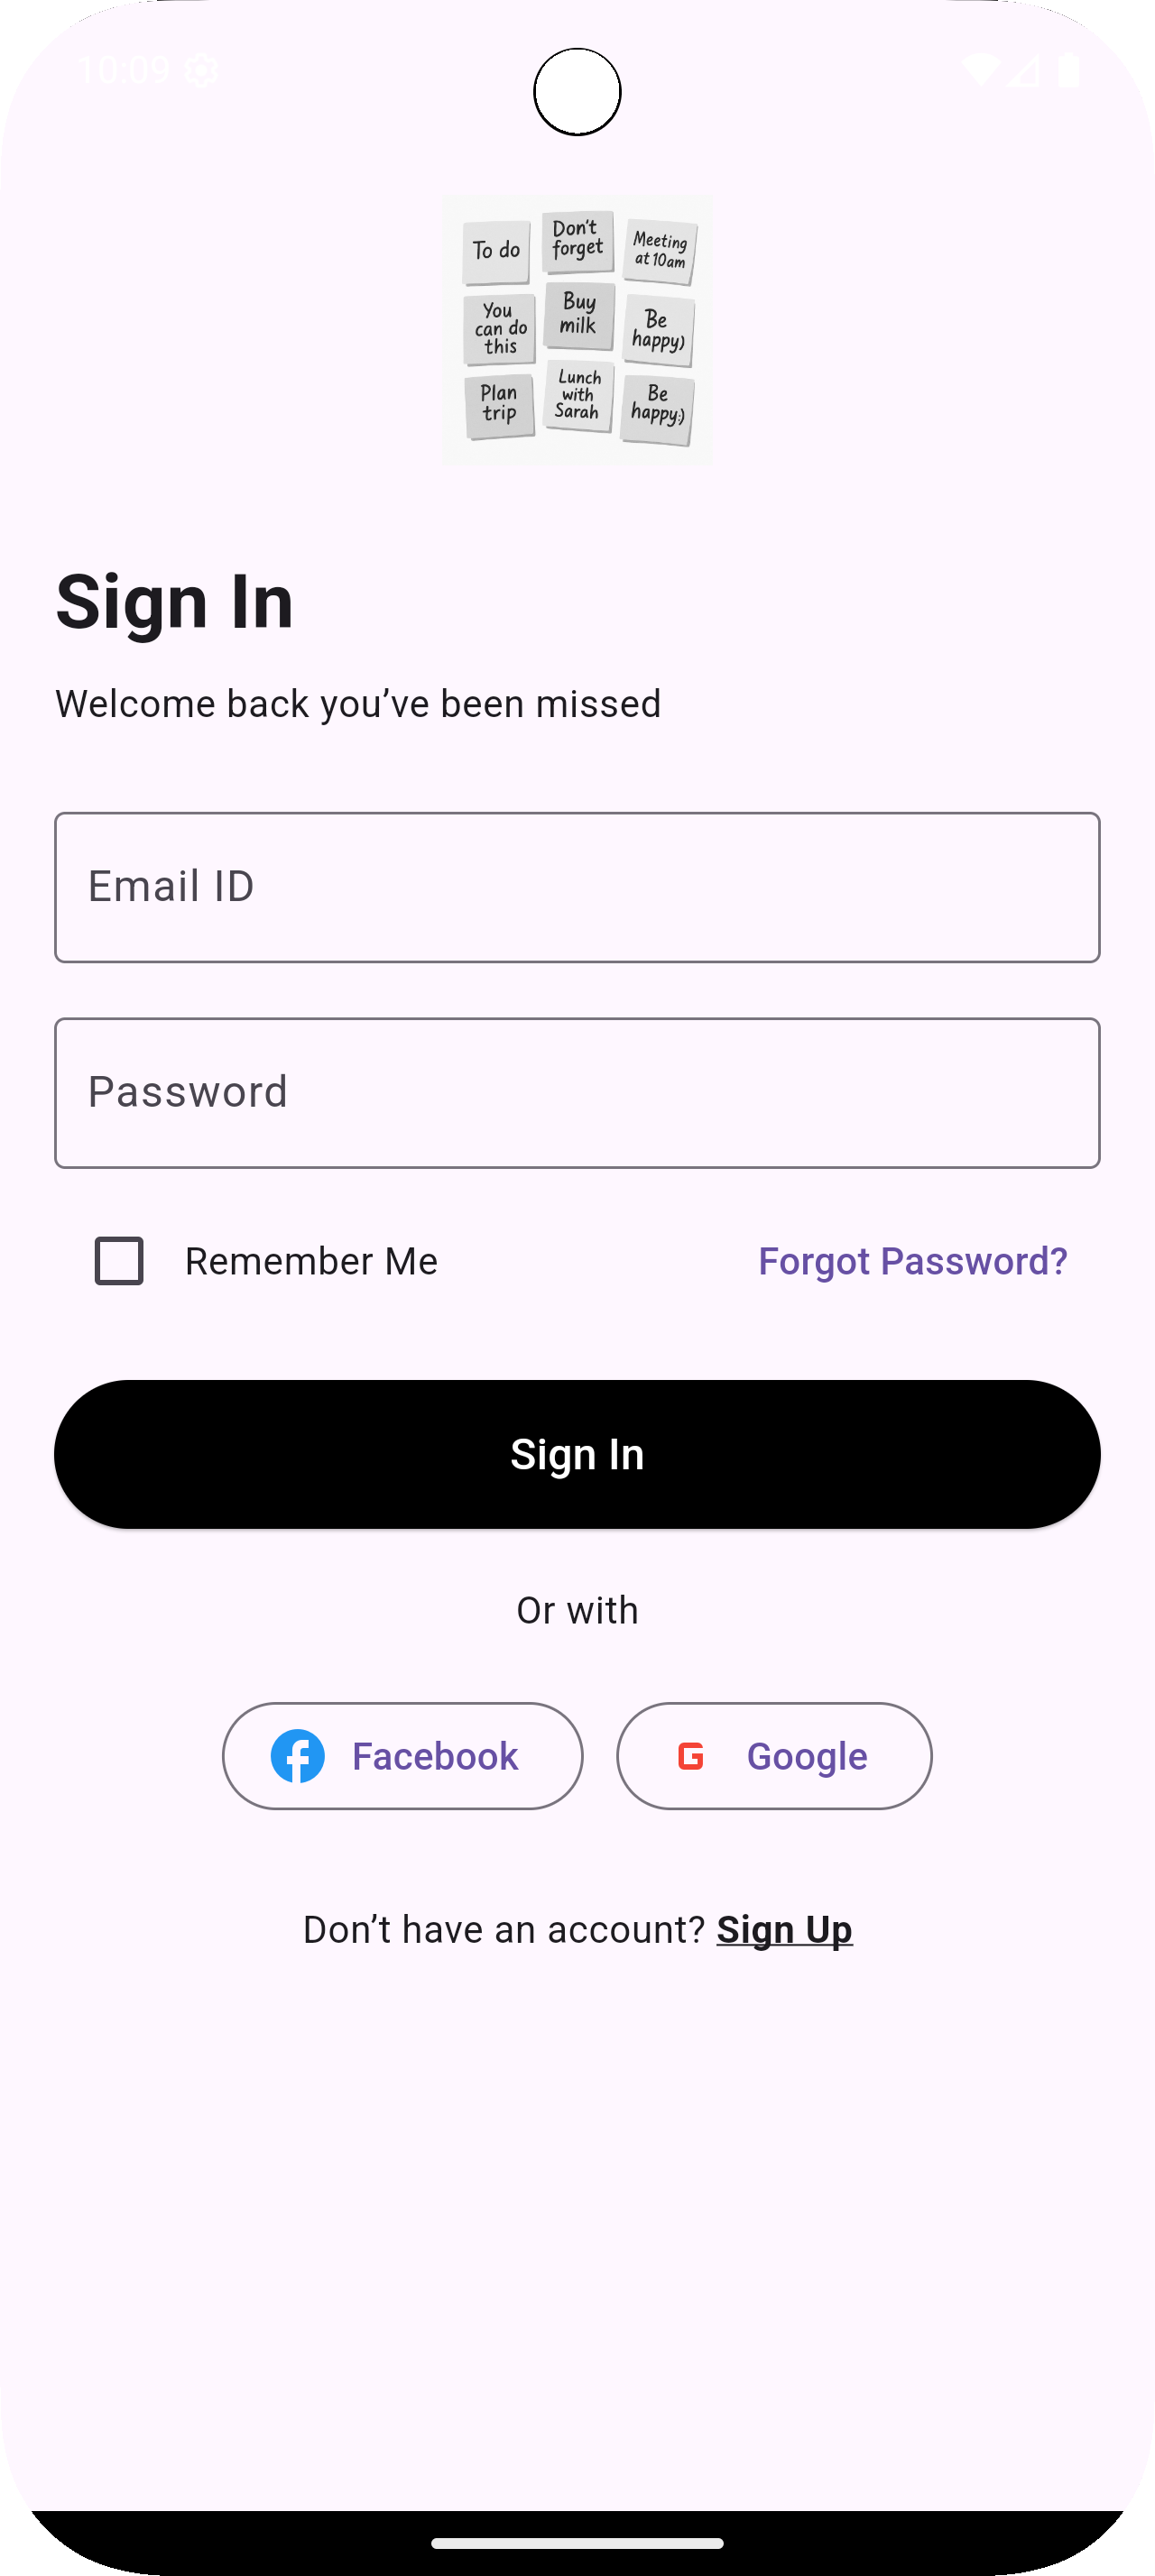 10:09
To do
Don't
forget
Meeting
at 10am
You
can do
this
Buy
milk
Be
happy)
Plan
trip
Lunch
with
Sarah
Be
happy:)
Sign In
Welcome back you’ve been missed
Email ID
Password
Remember Me
Forgot Password?
Sign In
Or with
Facebook
Google
Don’t have an account? Sign Up